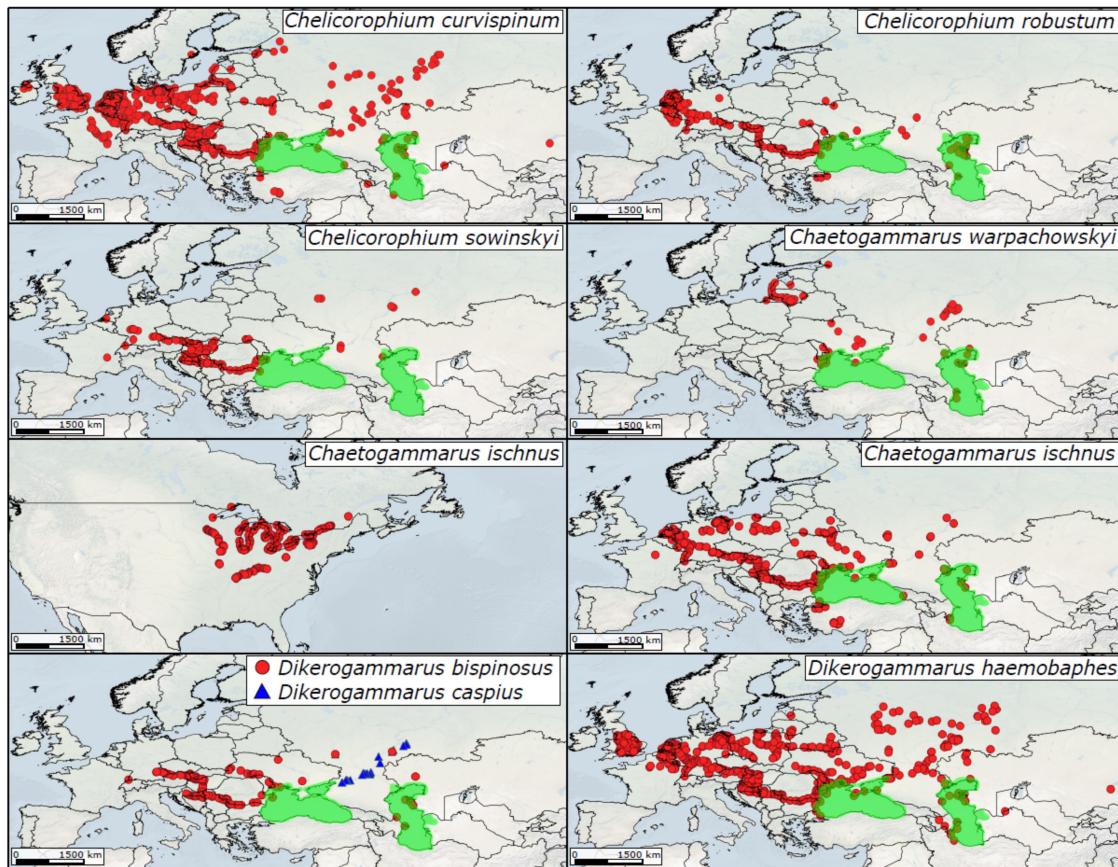 Chelicorophium curvispinum
0 1500 km
Chelicorophium robustum
0 1500 km
Chelicorophium sowinskyi
0 1500 km
Chaetogammarus warpachowskyi
0 1500 km
Chaetogammarus ischnus
0 1500 km
Chaetogammarus ischnus
0 1500 km
Dikerogammarus bispinosus
Dikerogammarus caspius
0 1500 km
Dikerogammarus haemobaphes
0 1500 km